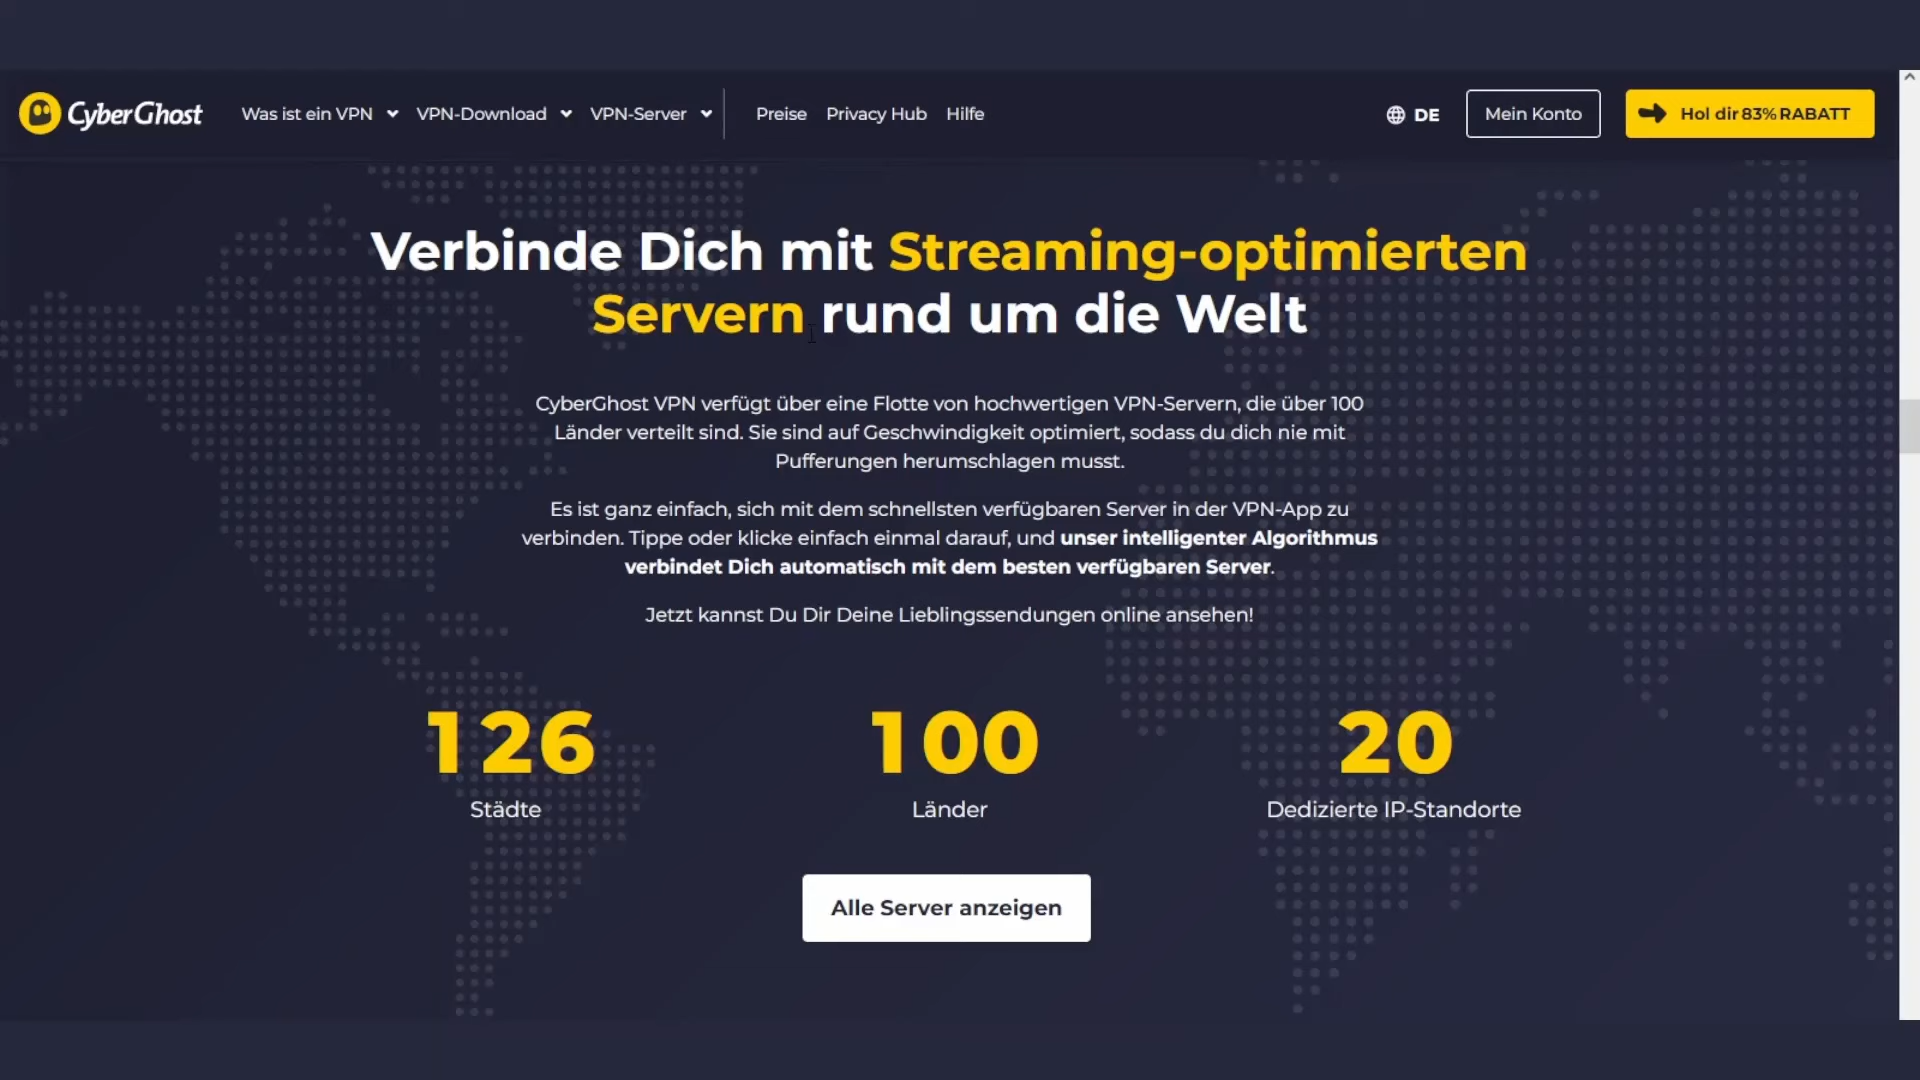 CyberGhost
Was ist ein VPN
VPN-Download
VPN-Server
Preise
Privacy Hub
Hilfe
DE
Mein Konto
Hol dir 83% RABATT
Verbinde Dich mit Streaming-optimierten
Servern rund um die Welt
CyberGhost VPN verfügt über eine Flotte von hochwertigen VPN-Servern, die über 100
Länder verteilt sind. Sie sind auf Geschwindigkeit optimiert, sodass du dich nie mit
Pufferungen herumschlagen musst.
Es ist ganz einfach, sich mit dem schnellsten verfügbaren Server in der VPN-App zu
verbinden. Tippe oder klicke einfach einmal darauf, und unser intelligenter Algorithmus
verbindet Dich automatisch mit dem besten verfügbaren Server.
Jetzt kannst Du Dir Deine Lieblingssendungen online ansehen!
126
Städte
100
Länder
20
Dedizierte IP-Standorte
Alle Server anzeigen